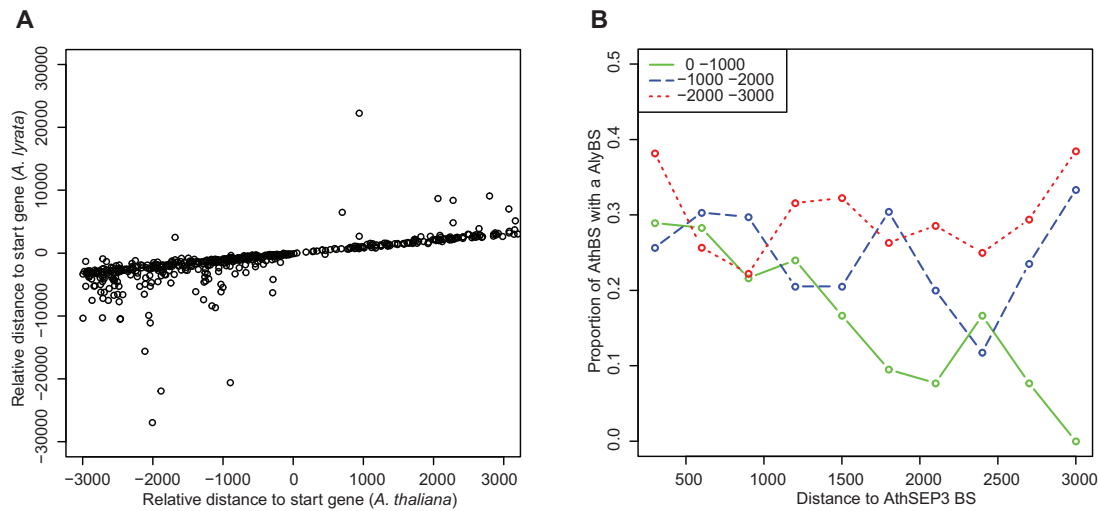 A
Relative distance to start gene (A. lyrata)
30000
20000
10000
0
−10000
−20000
−30000
−3000 −2000 −1000 0 1000 2000 3000
Relative distance to start gene (A. thaliana)
B
Proportion of AthBS with a AlyBS
0.5
0.4
0.3
0.2
0.1
0.0
0 −1000
−1000 −2000
−2000 −3000
500 1000 1500 2000 2500 3000
Distance to AthSEP3 BS